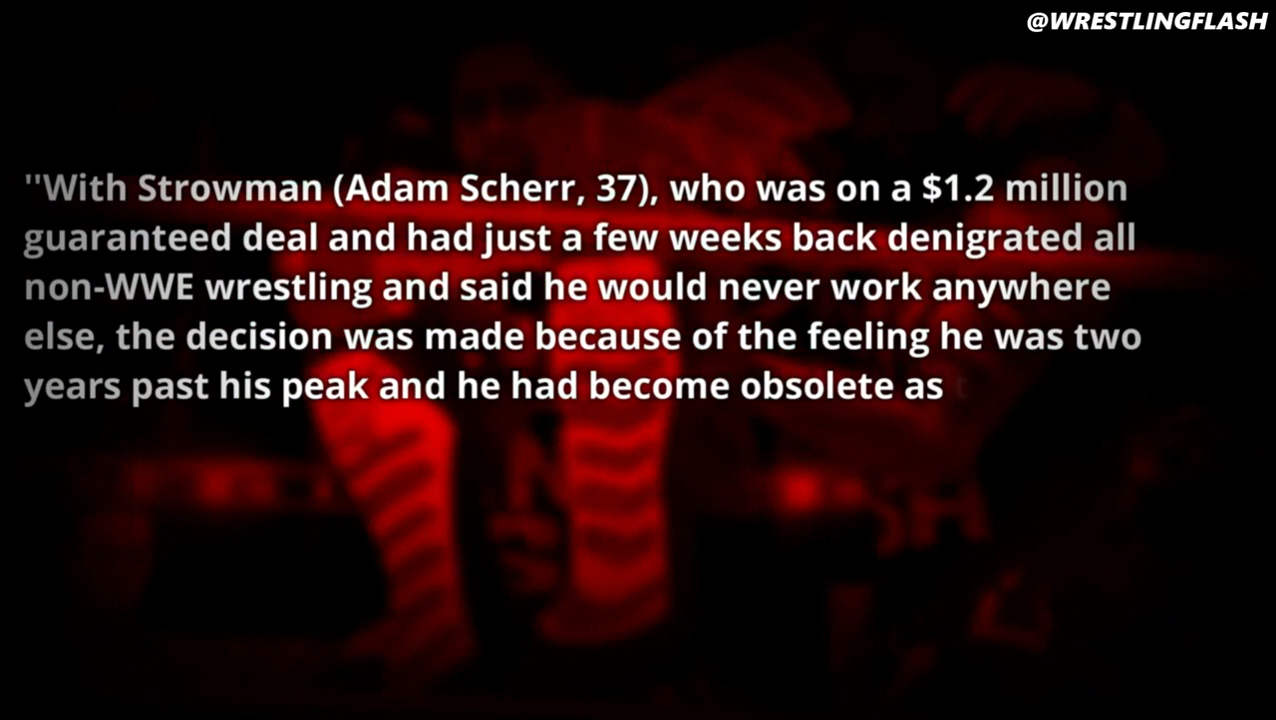 @WRESTLINGFLASH
"With Strowman (Adam Scherr, 37), who was on a $1.2 million
guaranteed deal and had just a few weeks back denigrated all
non-WWE wrestling and said he would never work anywhere
else, the decision was made because of the feeling he was two
years past his peak and he had become obsolete as t